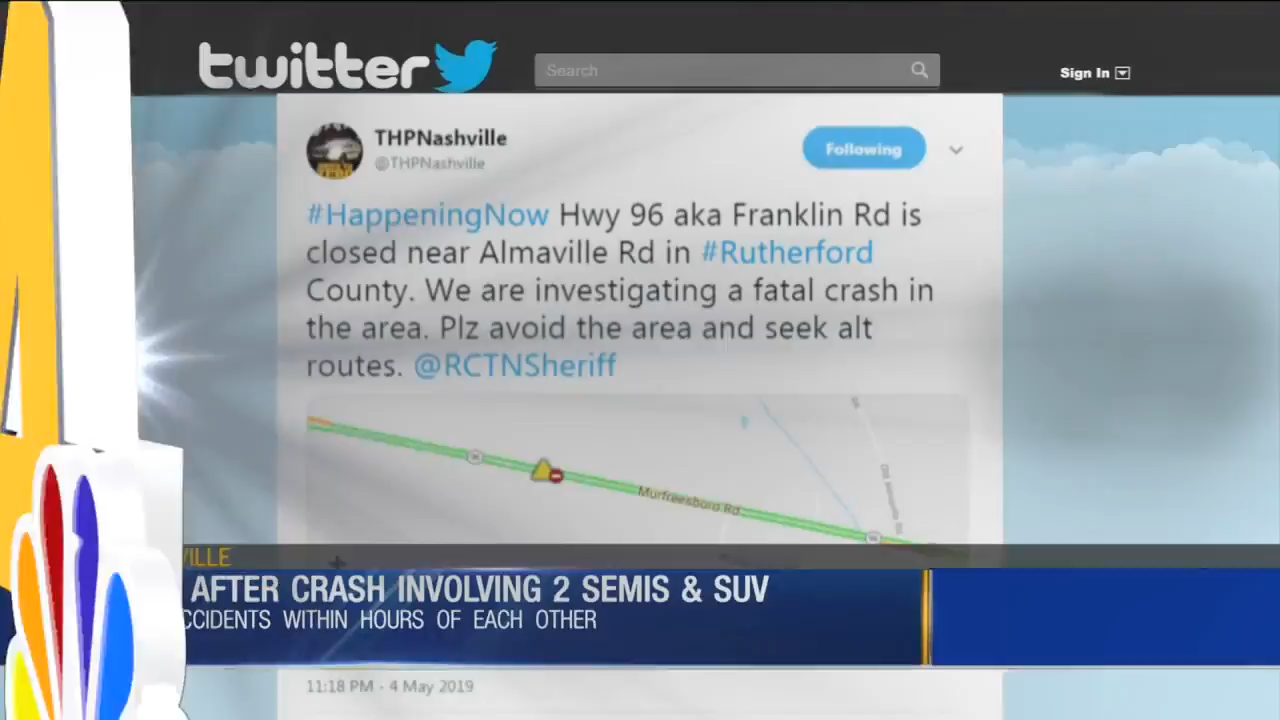 twitter
Search
Sign In
THPNashville
@THPNashville
Following
#HappeningNow Hwy 96 aka Franklin Rd is
closed near Almaville Rd in #Rutherford
County. We are investigating a fatal crash in
the area. Plz avoid the area and seek alt
routes. @RCTNSheriff
Murfreesboro Rd
VILLE
AFTER CRASH INVOLVING 2 SEMIS & SUV
CCIDENTS WITHIN HOURS OF EACH OTHER
11:18 PM - 4 May 2019